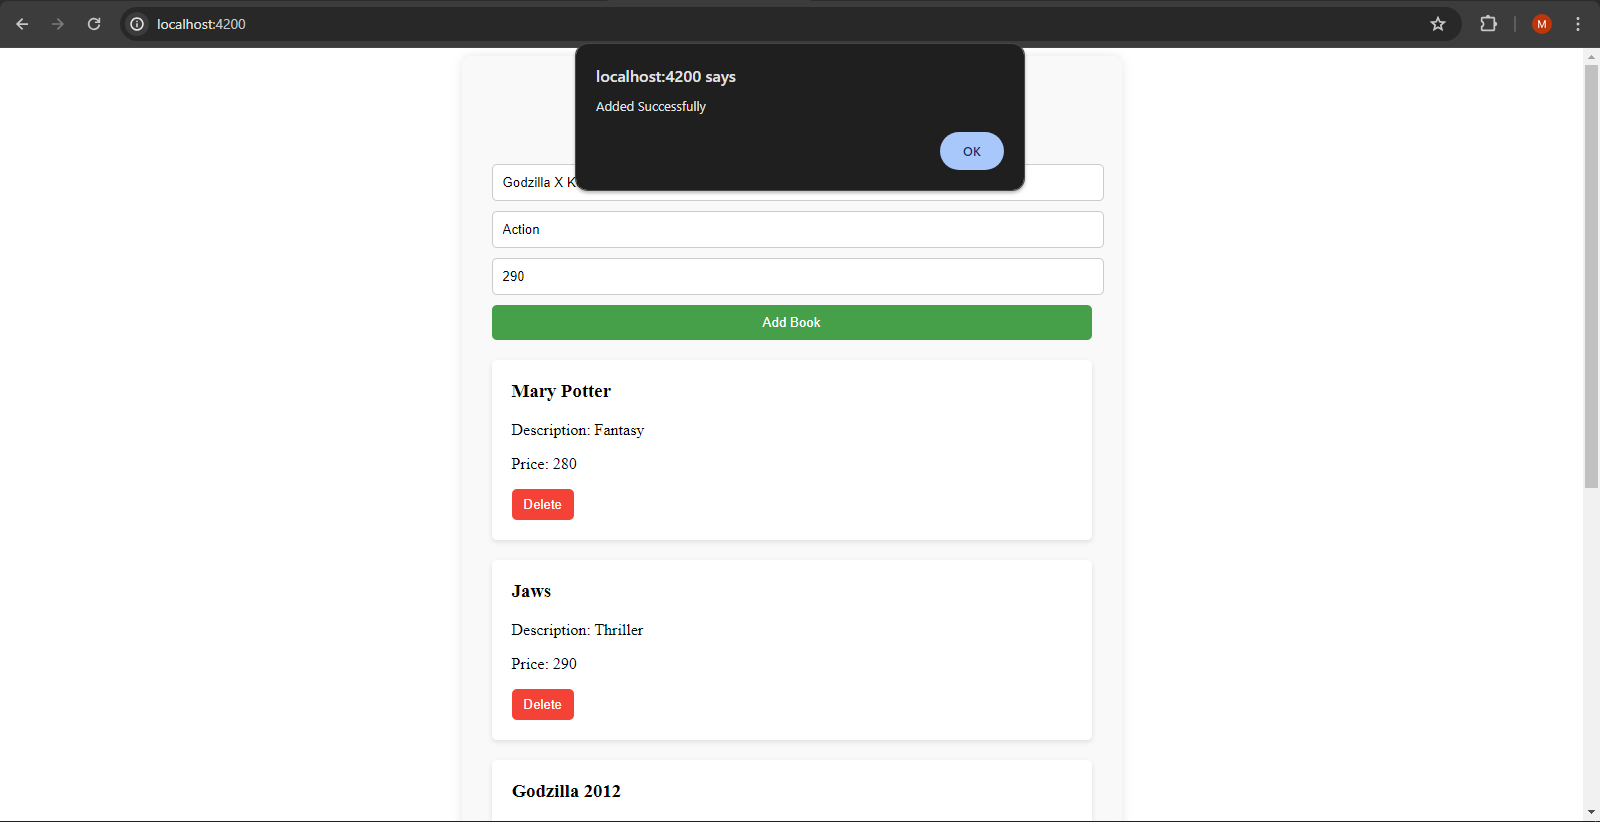 localhost:4200
M
localhost:4200 says
Added Successfully
OK
Godzilla X
Action
290
Add Book
Mary Potter
Description: Fantasy
Price: 280
Delete
Jaws
Description: Thriller
Price: 290
Delete
Godzilla 2012